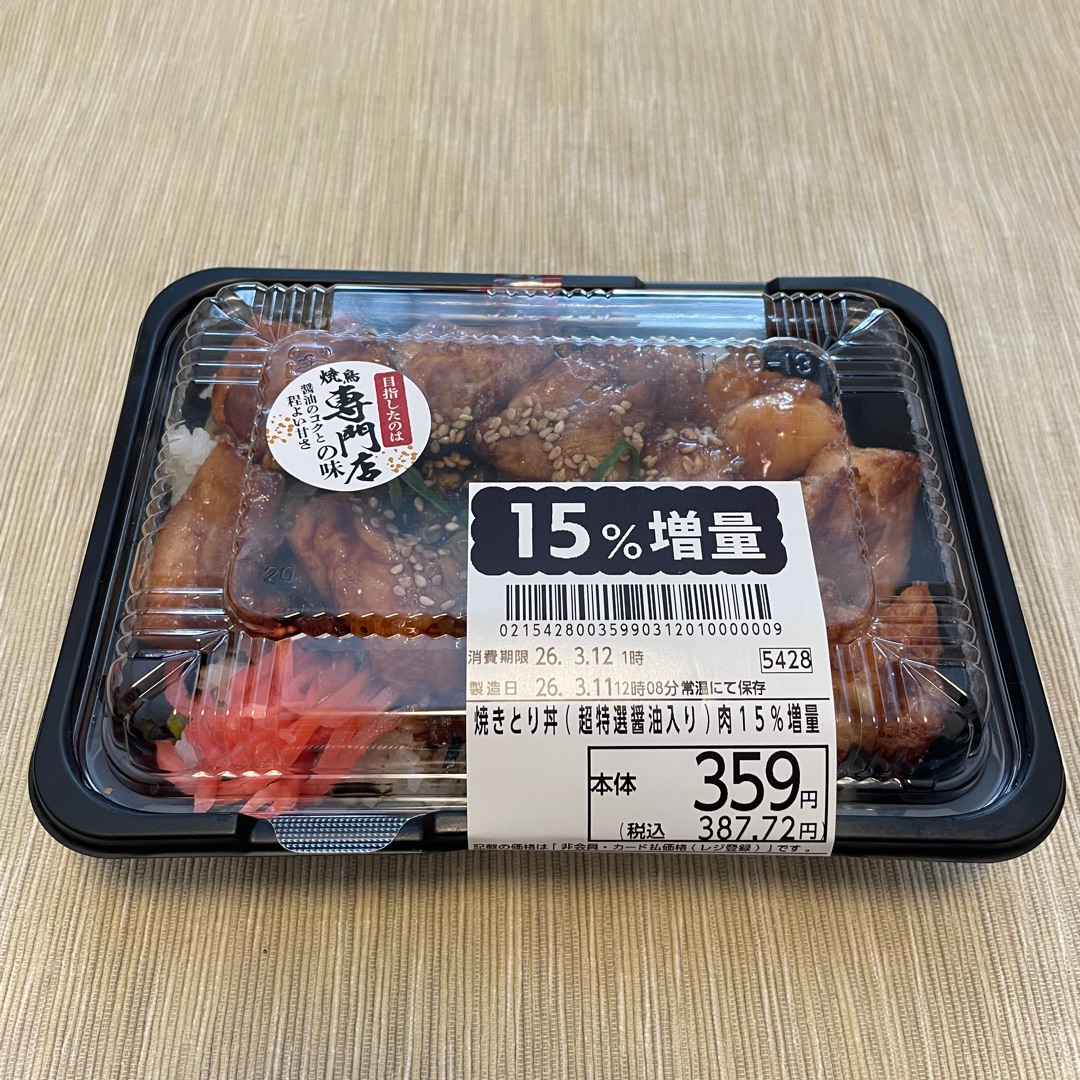 目指したのは
焼鳥
専門店
の味
醤油のコクと
程よい甘さ
1K 13-13
20
15%増量
0215428003599031201000009
消費期限 26. 3.12 1時
5428
製造日 26. 3.11 12時08分 常温にて保存
焼きとり丼(超特選醤油入り)肉15%増量
本体 359円
(税込 387.72円)
記載の価格は「非会員・カード払価格(レジ登録)」です。